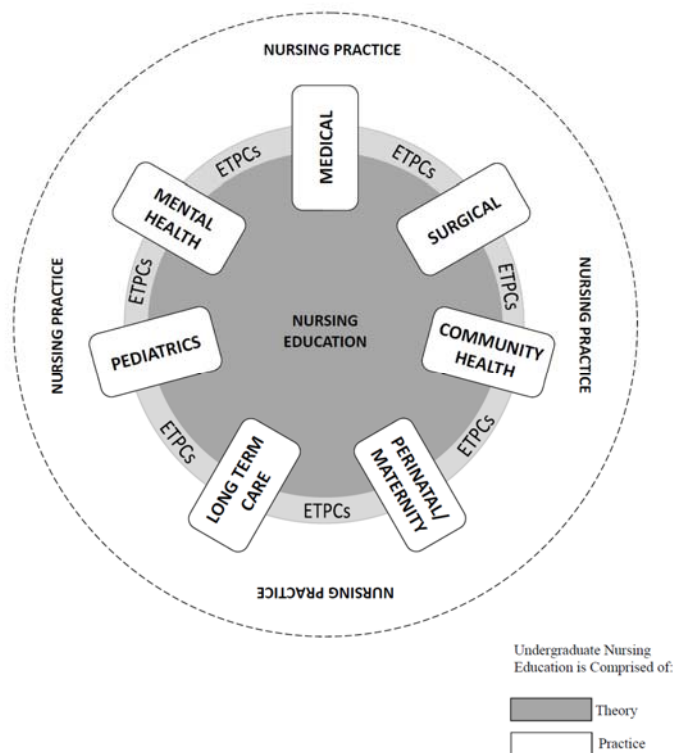 NURSING PRACTICE
MEDICAL
ETPCs
ETPCs
MENTAL
HEALTH
SURGICAL
NURSING PRACTICE
ETPCs
ETPCs
NURSING PRACTICE
NURSING
EDUCATION
PEDIATRICS
COMMUNITY
HEALTH
ETPCs
ETPCs
LONG TERM
CARE
PERINATAL/
MATERNITY
ETPCs
NURSING PRACTICE
Undergraduate Nursing
Education is Comprised of:
Theory
Practice